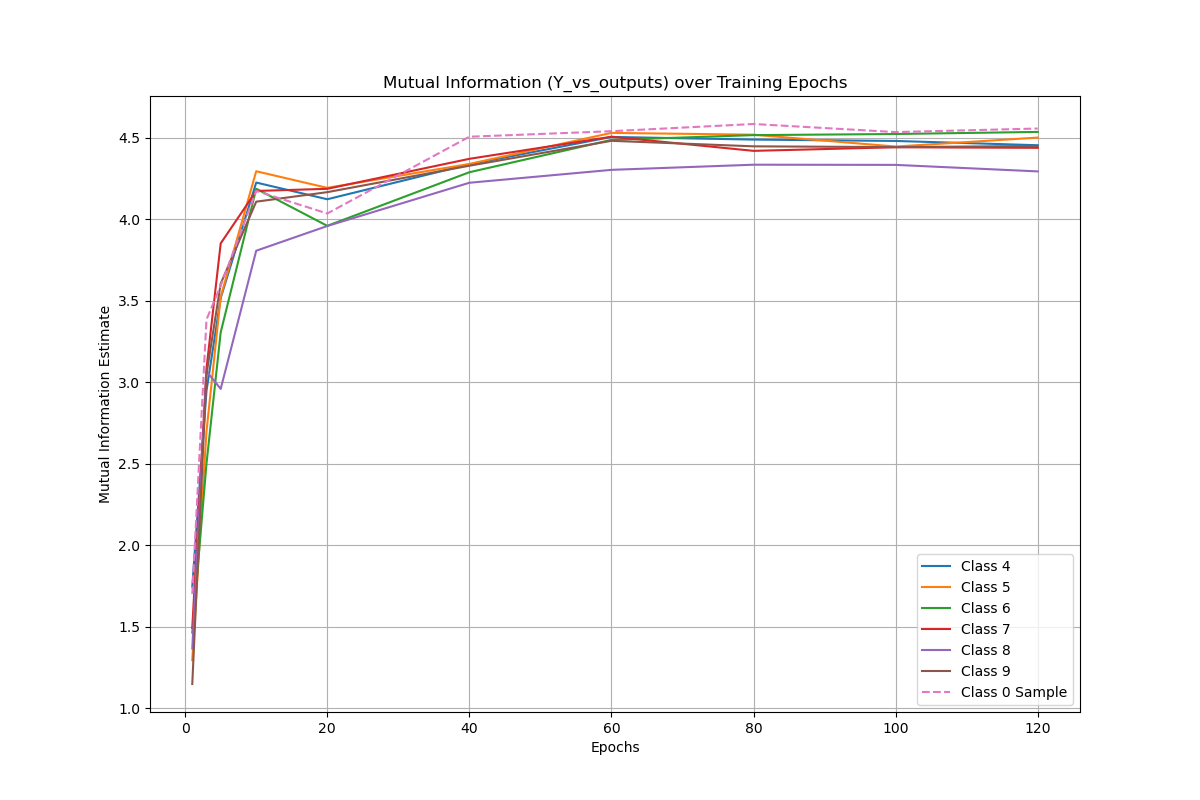 Mutual Information (Y_vs_outputs) over Training Epochs
Mutual Information Estimate
4.5
4.0
3.5
3.0
2.5
2.0
1.5
1.0
0 20 40 60 80 100 120
Epochs
Class 4
Class 5
Class 6
Class 7
Class 8
Class 9
Class 0 Sample